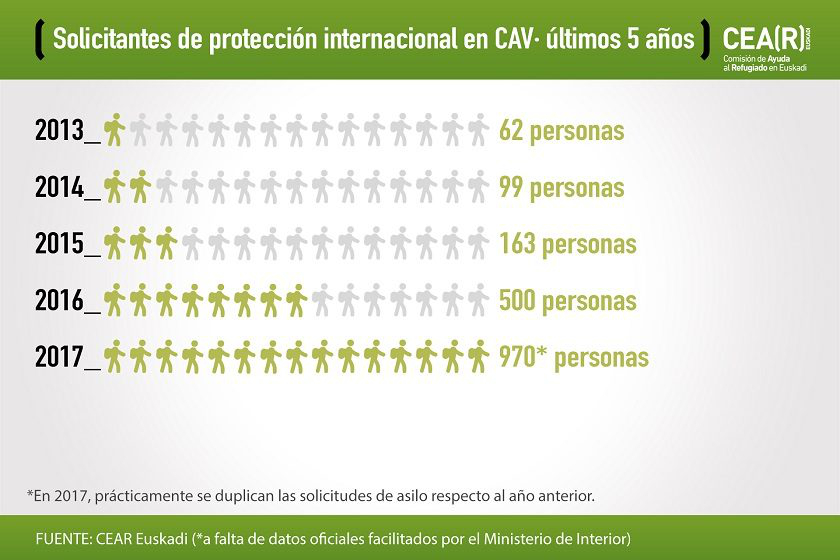 Solicitantes de protección internacional en CAV· últimos 5 años
CEA(R)
EUSKADI
Comisión de Ayuda
al Refugiado en Euskadi
2013_ 62 personas
2014_ 99 personas
2015_ 163 personas
2016_ 500 personas
2017_ 970* personas
*En 2017, prácticamente se duplican las solicitudes de asilo respecto al año anterior.
FUENTE: CEAR Euskadi (*a falta de datos oficiales facilitados por el Ministerio de Interior)